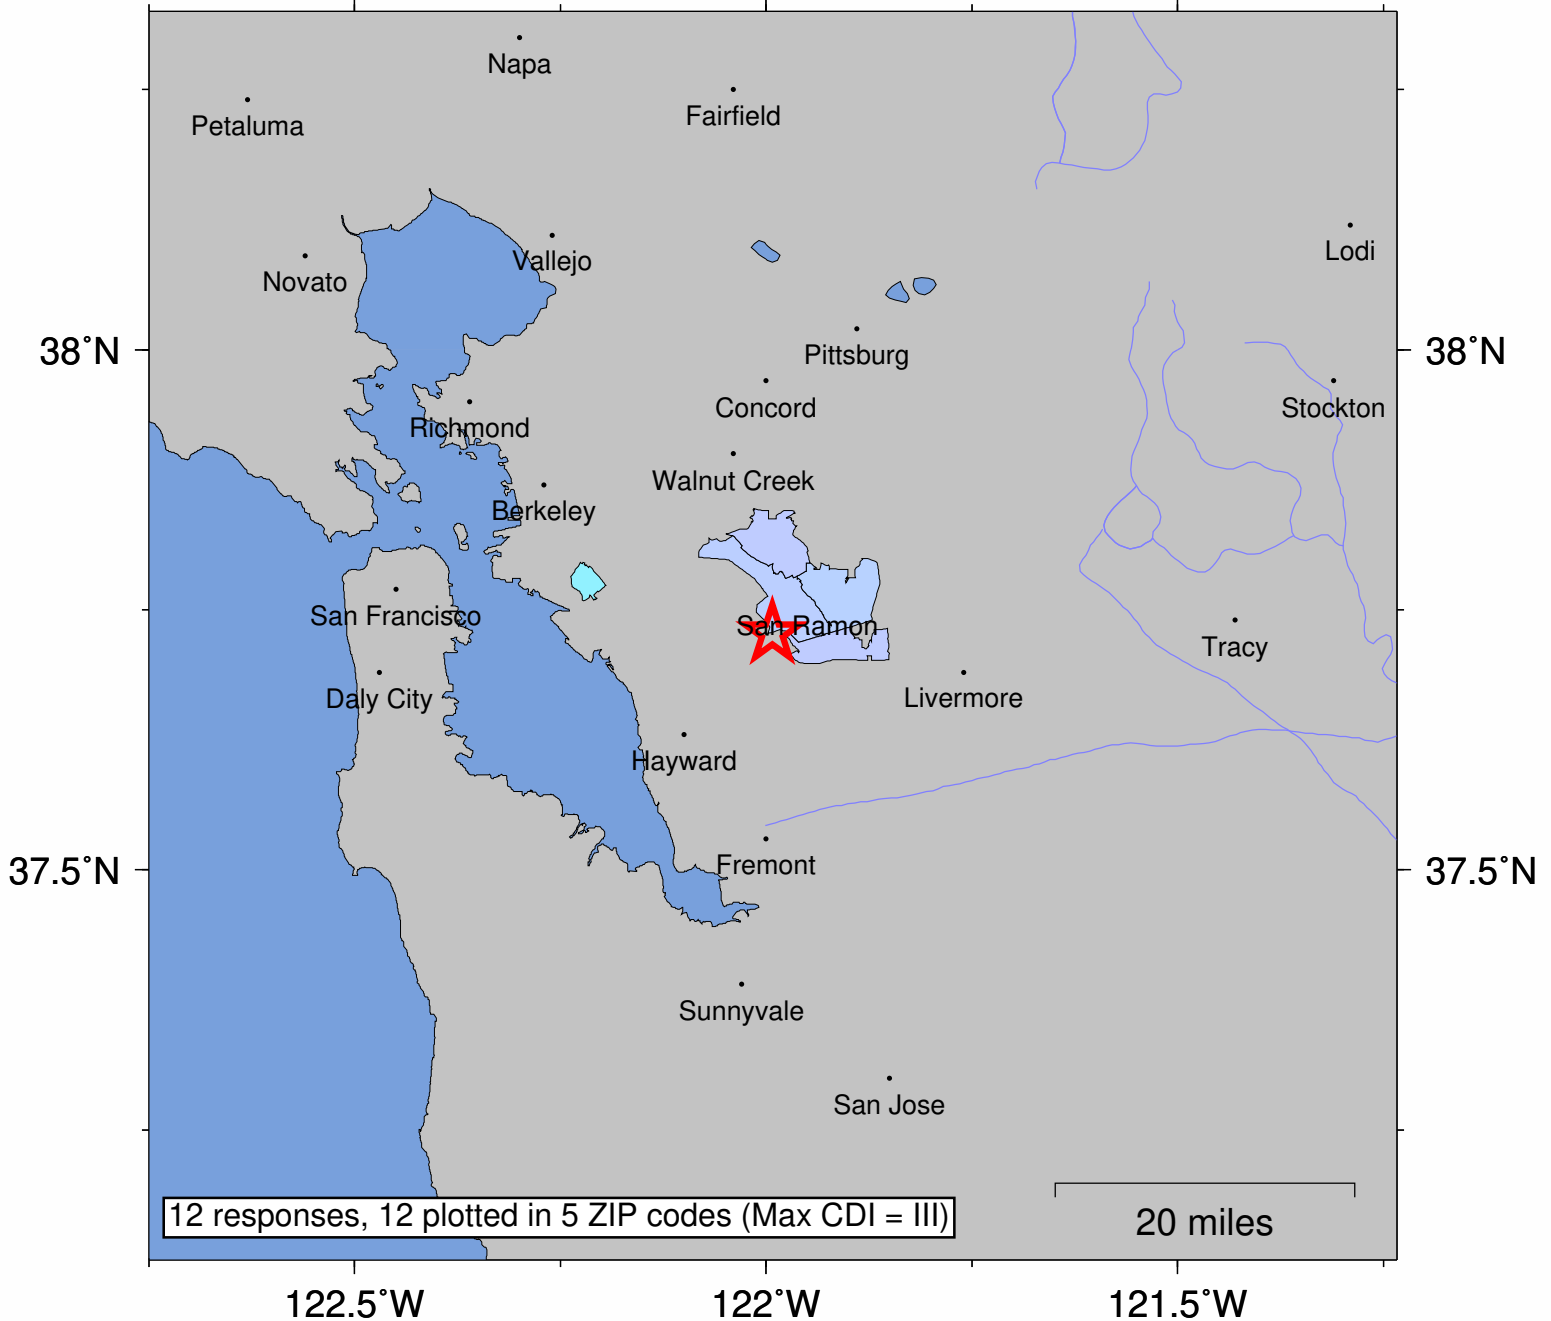 Napa
Fairfield
Petaluma
Lodi
Vallejo
Novato
38˚N
38˚N
Pittsburg
Concord
Stockton
Richmond
Walnut Creek
Berkeley
San Francisco
San Ramon
Tracy
Daly City
Livermore
Hayward
37.5˚N
37.5˚N
Fremont
Sunnyvale
San Jose
12 responses, 12 plotted in 5 ZIP codes (Max CDI = III)
20 miles
122.5˚W
122˚W
121.5˚W